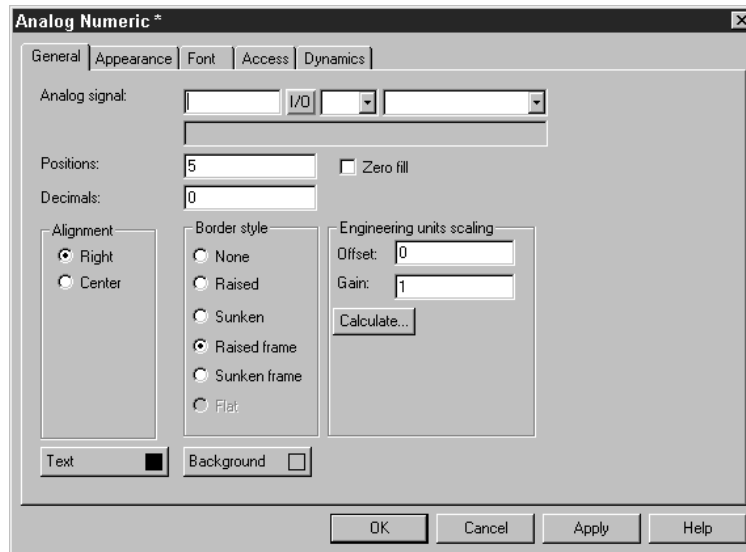 Analog Numeric *
General Appearance Font Access Dynamics
Analog signal: I/O
Positions: 5 Zero fill
Decimals: 0
Alignment Border style Engineering units scaling
Right None Offset: 0
Center Raised Gain: 1
Sunken Calculate...
Raised frame
Sunken frame
Flat
Text Background
OK Cancel Apply Help